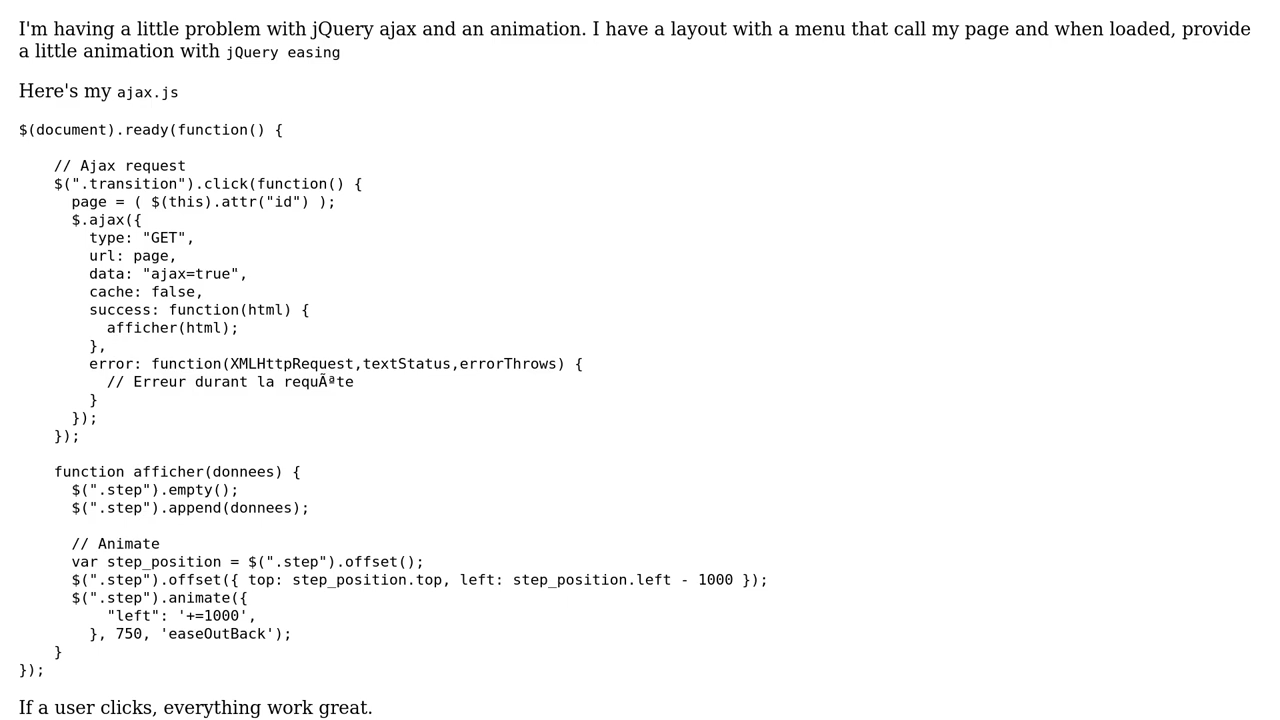 I'm having a little problem with jQuery ajax and an animation. I have a layout with a menu that call my page and when loaded, provide
a little animation with jQuery easing
Here's my ajax.js
$(document).ready(function() {
    // Ajax request
    $(".transition").click(function() {
      page = ( $(this).attr("id") );
      $.ajax({
        type: "GET",
        url: page,
        data: "ajax=true",
        cache: false,
        success: function(html) {
          afficher(html);
        },
        error: function(XMLHttpRequest,textStatus,errorThrows) {
          // Erreur durant la requÃªte
        }
      });
    });
    function afficher(donnees) {
      $(".step").empty();
      $(".step").append(donnees);
      // Animate
      var step_position = $(".step").offset();
      $(".step").offset({ top: step_position.top, left: step_position.left - 1000 });
      $(".step").animate({
          "left": '+=1000',
        }, 750, 'easeOutBack');
    }
});
If a user clicks, everything work great.